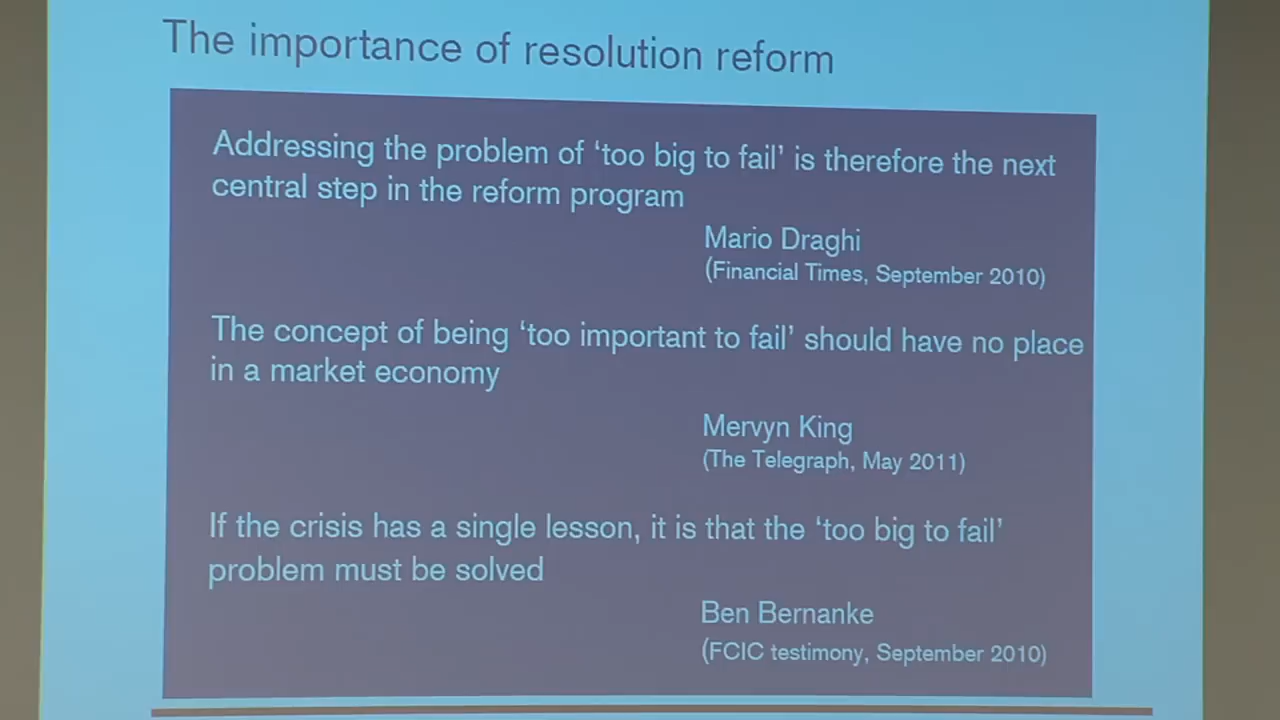 The importance of resolution reform
Addressing the problem of ‘too big to fail’ is therefore the next
central step in the reform program
Mario Draghi
(Financial Times, September 2010)
The concept of being ‘too important to fail’ should have no place
in a market economy
Mervyn King
(The Telegraph, May 2011)
If the crisis has a single lesson, it is that the ‘too big to fail’
problem must be solved
Ben Bernanke
(FCIC testimony, September 2010)